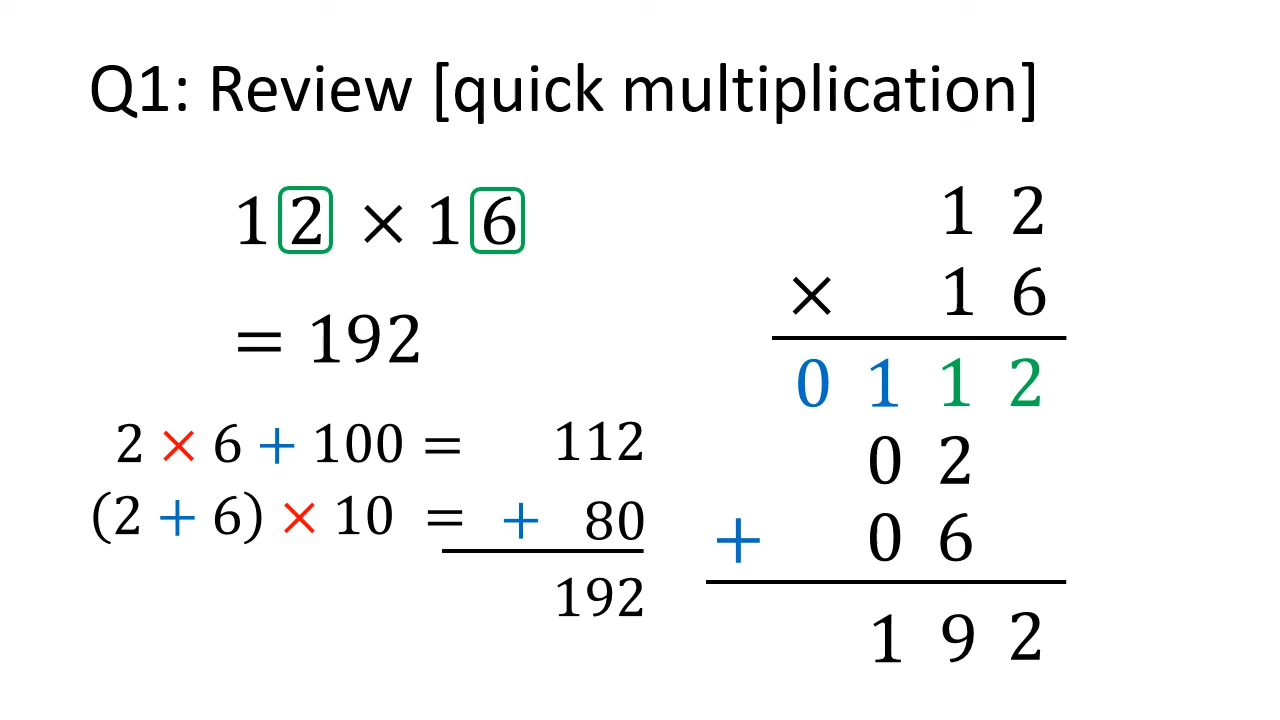 Q1: Review [quick multiplication]
12 × 16
= 192
2 × 6 + 100 = 112
(2 + 6) × 10 = + 80
192
1 2
× 1 6
0 1 1 2
0 2
+ 0 6
1 9 2